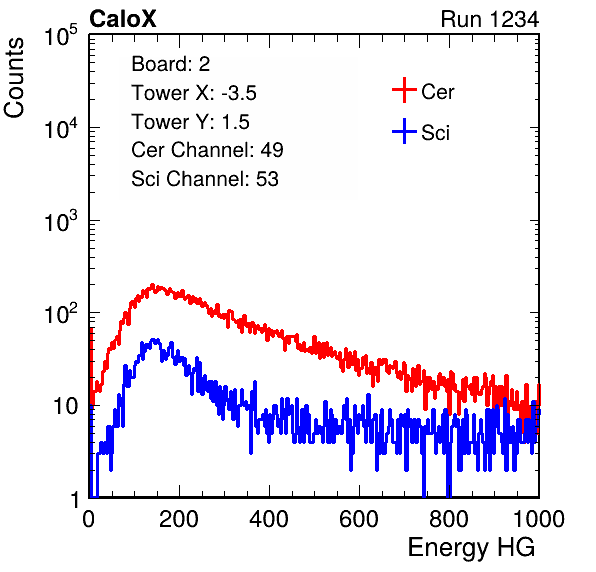 CaloX Run 1234
Counts
10^5
10^4
10^3
10^2
10
1
Board: 2
Tower X: -3.5
Tower Y: 1.5
Cer Channel: 49
Sci Channel: 53
Cer
Sci
0 200 400 600 800 1000
Energy HG